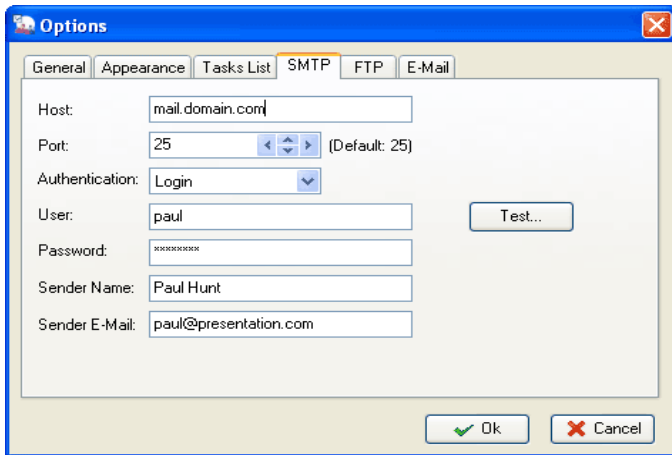 Options
General Appearance Tasks List SMTP FTP E-Mail
Host: mail.domain.com
Port: 25 (Default: 25)
Authentication: Login
User: paul Test...
Password: ********
Sender Name: Paul Hunt
Sender E-Mail: paul@presentation.com
Ok Cancel